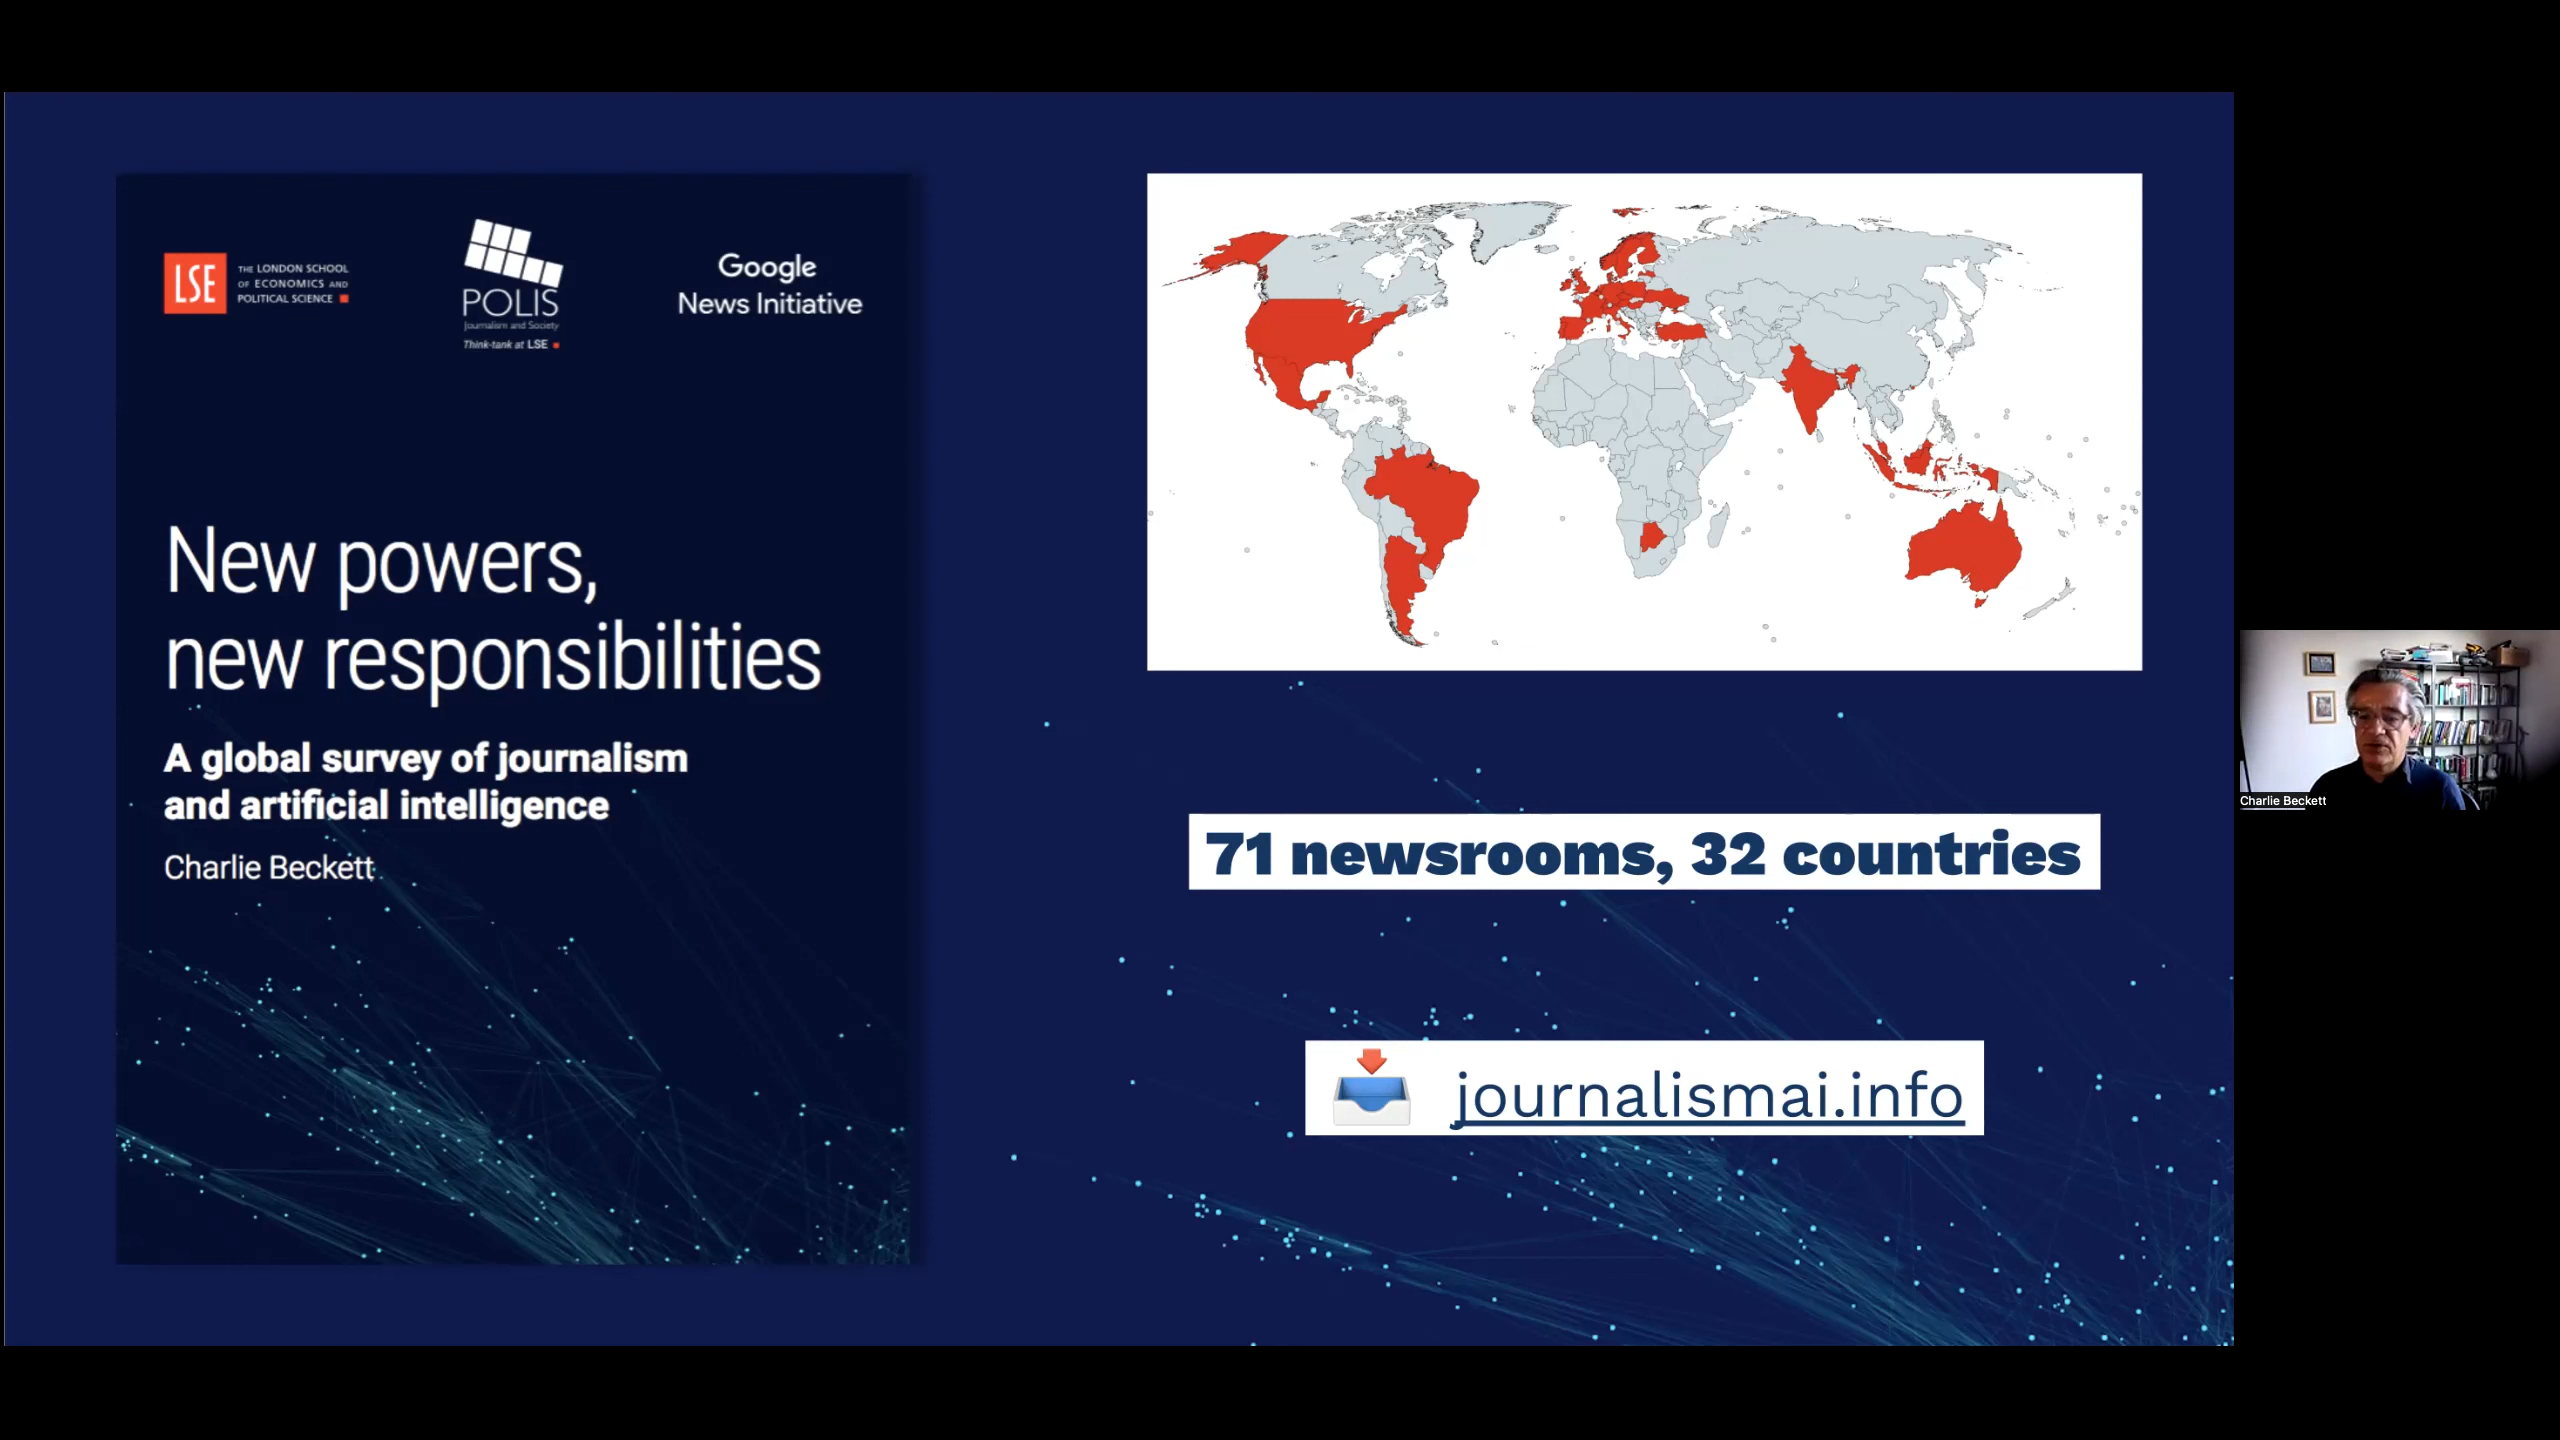 LSE
THE LONDON SCHOOL
OF ECONOMICS AND
POLITICAL SCIENCE
POLIS
Journalism and Society
Think-tank at LSE
Google
News Initiative
New powers,
new responsibilities
A global survey of journalism
and artificial intelligence
Charlie Beckett
71 newsrooms, 32 countries
journalismai.info
Charlie Beckett